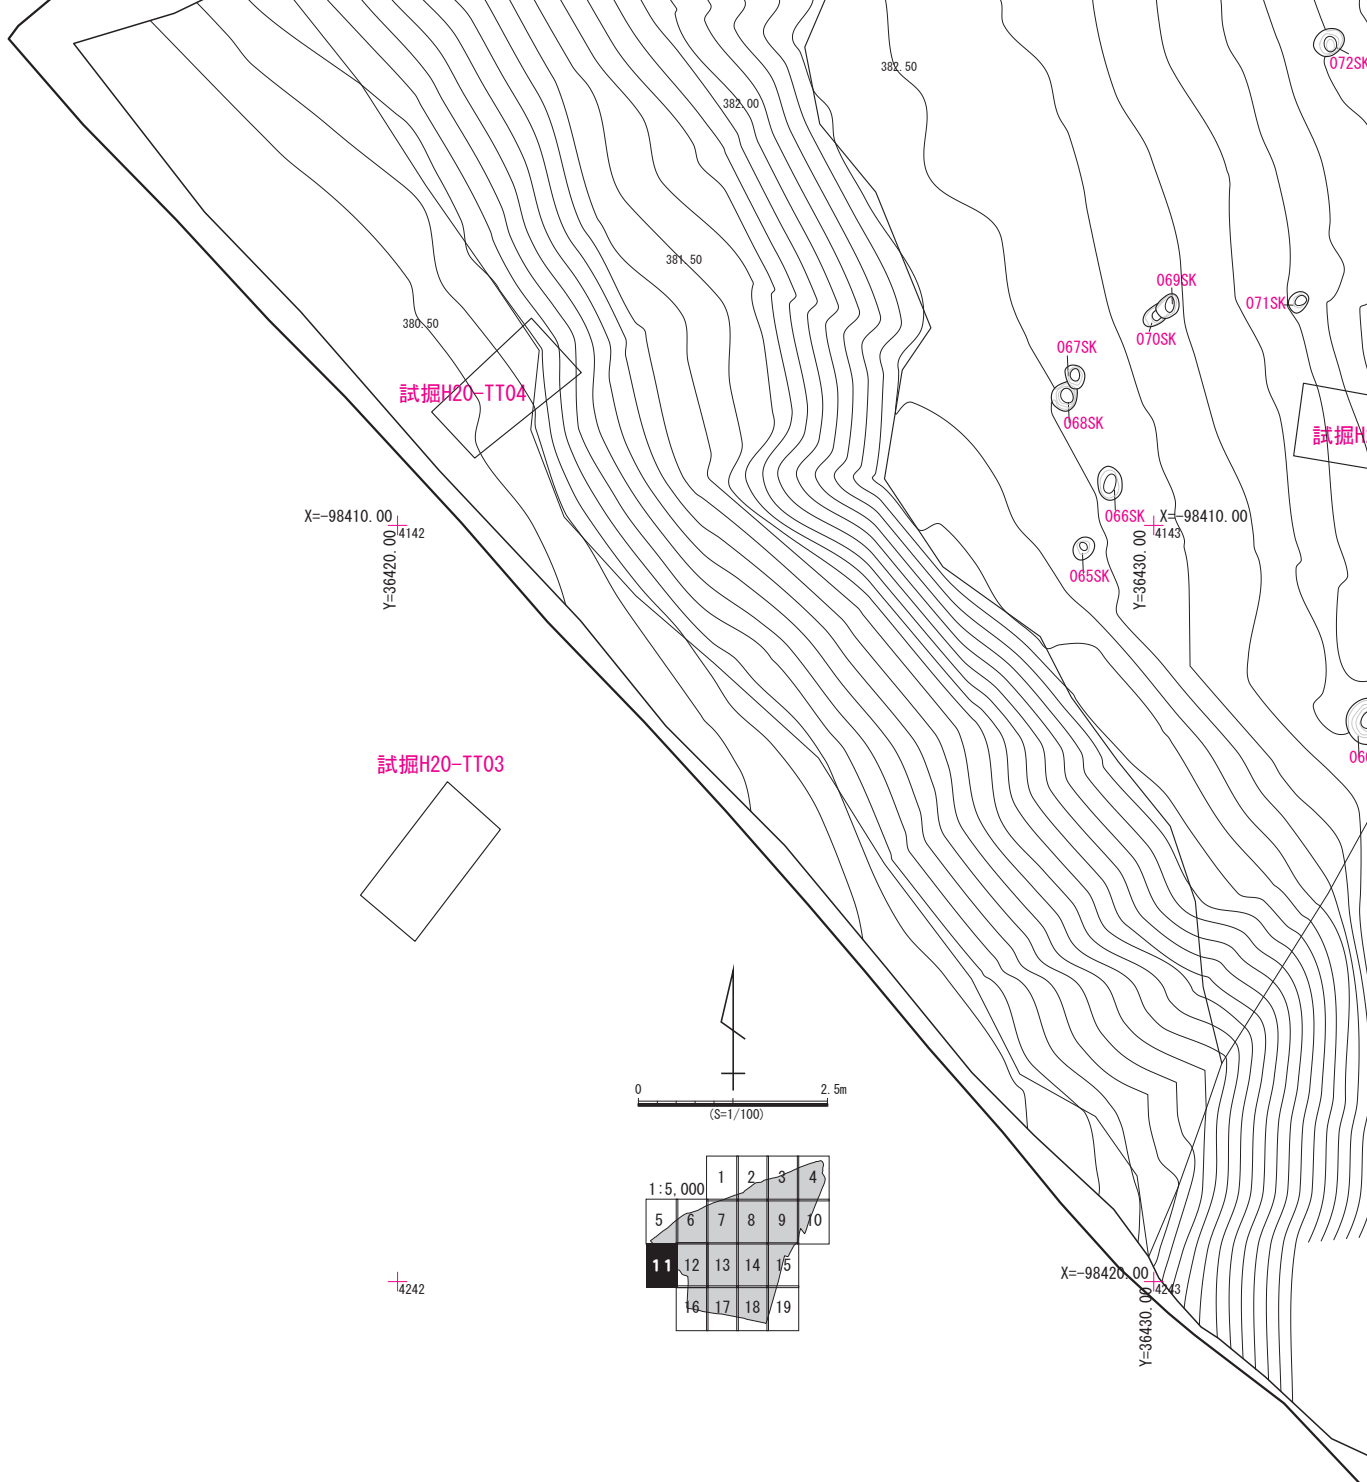 072SK
382.50
382.00
381.50
069SK
071SK
380.50
070SK
067SK
試掘H20-TT04
068SK
試掘H
X=-98410.00
4142
Y=36420.00
066SK
X=-98410.00
4143
Y=36430.00
065SK
試掘H20-TT03
0 2.5m
(S=1/100)
1:5,000
1 2 3 4
5 6 7 8 9 10
11 12 13 14 15
16 17 18 19
4242
X=-98420.00
4243
Y=36430.00